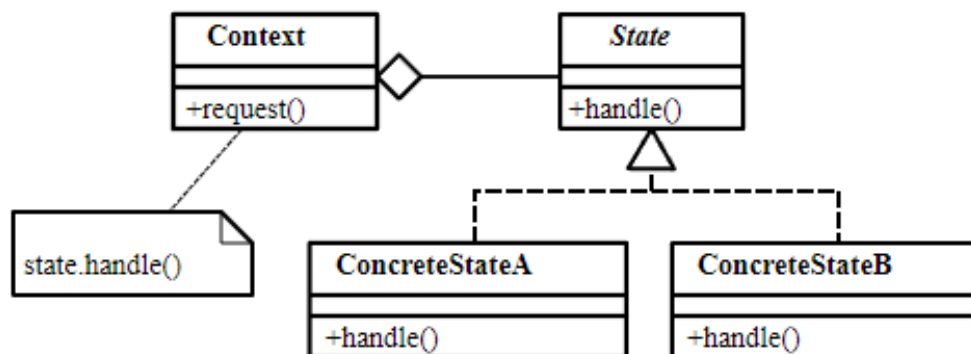 Context
+request()
State
+handle()
state.handle()
ConcreteStateA
+handle()
ConcreteStateB
+handle()